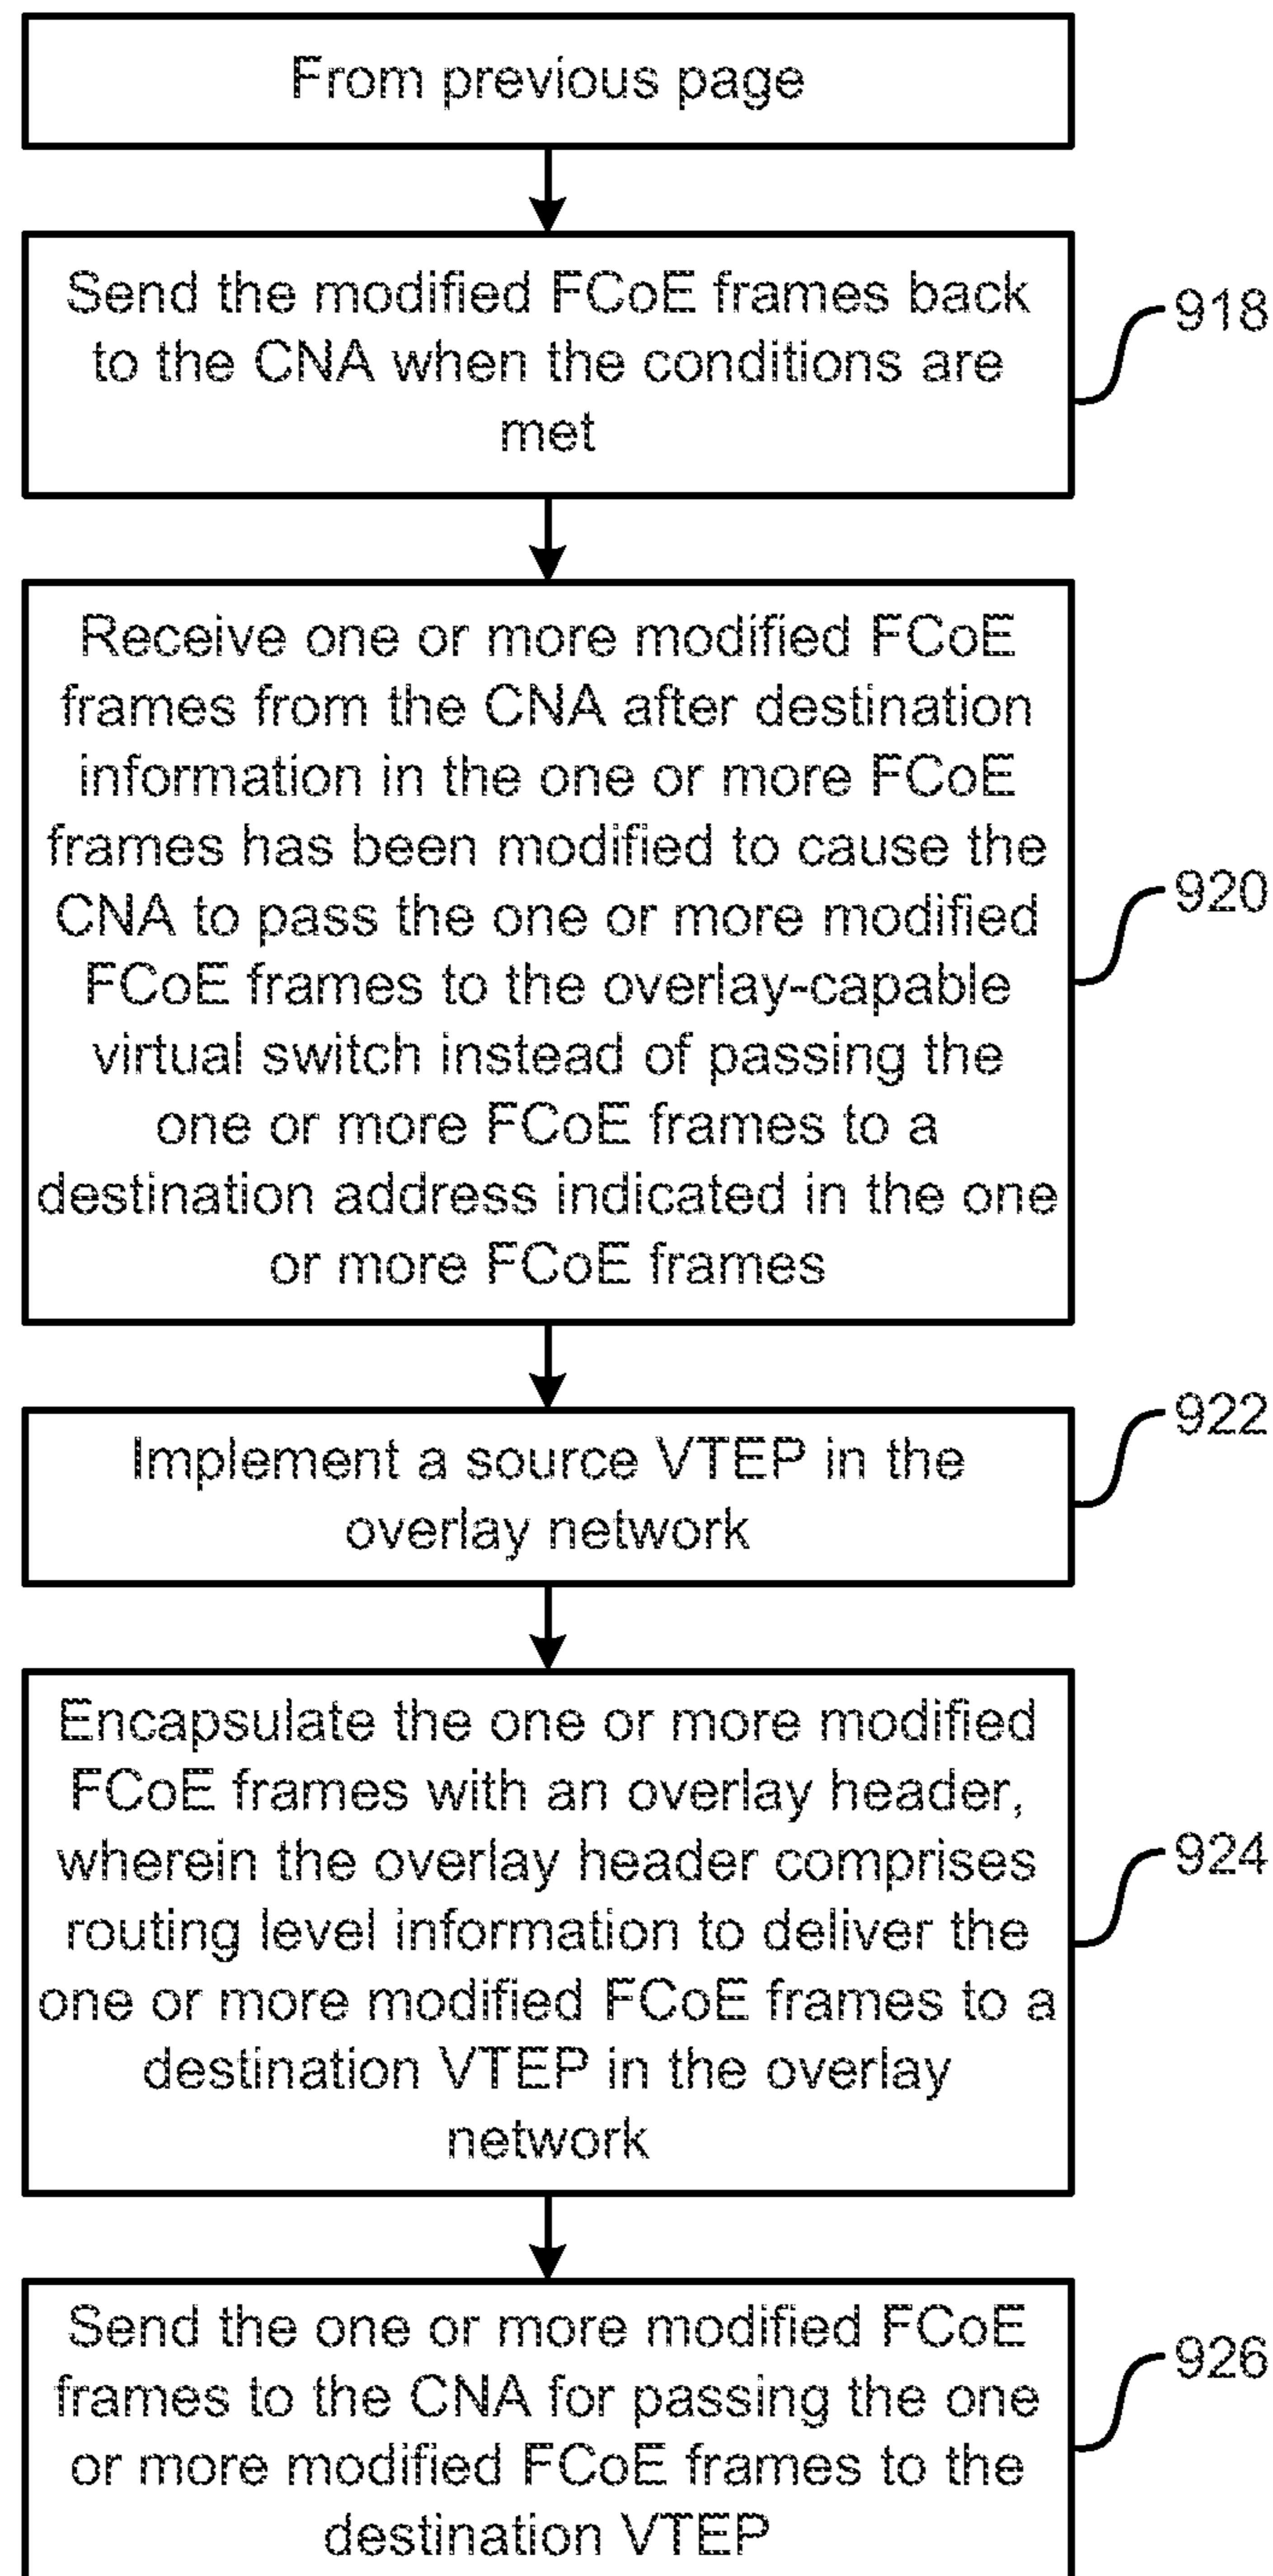 From previous page
Send the modified FCoE frames back
to the CNA when the conditions are
met
918
Receive one or more modified FCoE
frames from the CNA after destination
information in the one or more FCoE
frames has been modified to cause the
CNA to pass the one or more modified
FCoE frames to the overlay-capable
virtual switch instead of passing the
one or more FCoE frames to a
destination address indicated in the one
or more FCoE frames
920
Implement a source VTEP in the
overlay network
922
Encapsulate the one or more modified
FCoE frames with an overlay header,
wherein the overlay header comprises
routing level information to deliver the
one or more modified FCoE frames to a
destination VTEP in the overlay
network
924
Send the one or more modified FCoE
frames to the CNA for passing the one
or more modified FCoE frames to the
destination VTEP
926